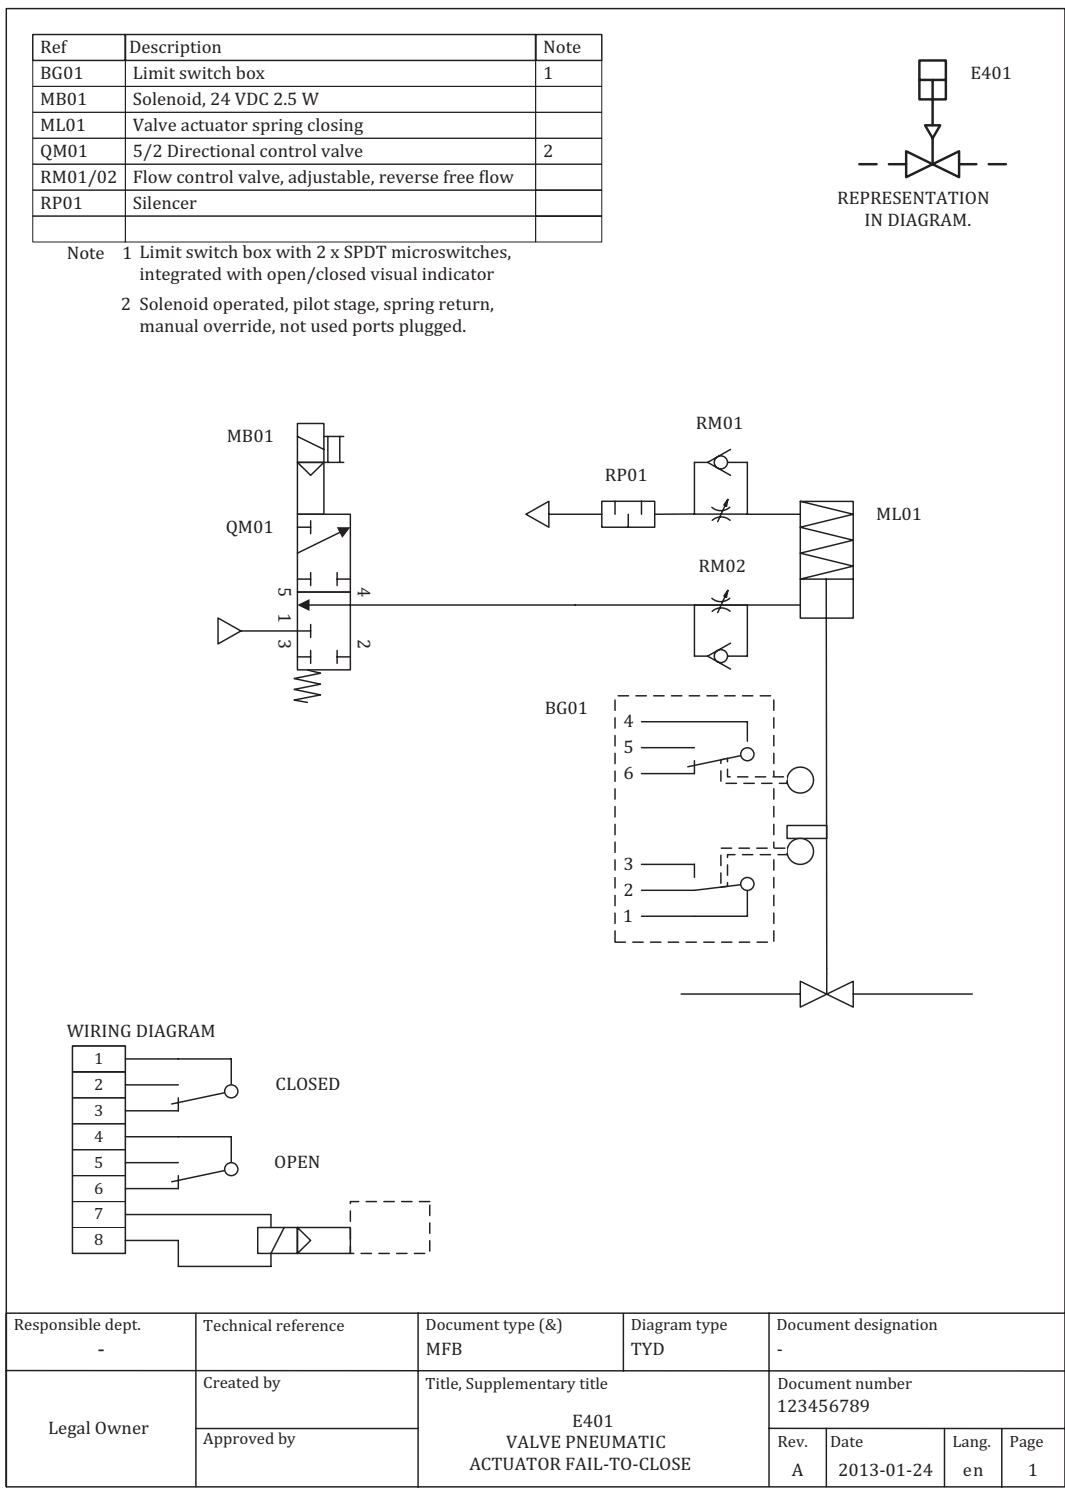 Ref Description Note
BG01 Limit switch box 1
MB01 Solenoid, 24 VDC 2.5 W
ML01 Valve actuator spring closing
QM01 5/2 Directional control valve 2
RM01/02 Flow control valve, adjustable, reverse free flow
RP01 Silencer
Note 1 Limit switch box with 2 x SPDT microswitches,
integrated with open/closed visual indicator
2 Solenoid operated, pilot stage, spring return,
manual override, not used ports plugged.
E401
REPRESENTATION
IN DIAGRAM.
RM01
MB01
RP01
ML01
QM01
RM02
5 4
1
3 2
BG01
4
5
6
3
2
1
WIRING DIAGRAM
1
2 CLOSED
3
4
5 OPEN
6
7
8
Responsible dept.
-
Technical reference
Document type (&)
MFB
Diagram type
TYD
Document designation
-
Legal Owner
Created by
Approved by
Title, Supplementary title
E401
VALVE PNEUMATIC
ACTUATOR FAIL-TO-CLOSE
Document number
123456789
Rev. Date Lang. Page
A 2013-01-24 en 1